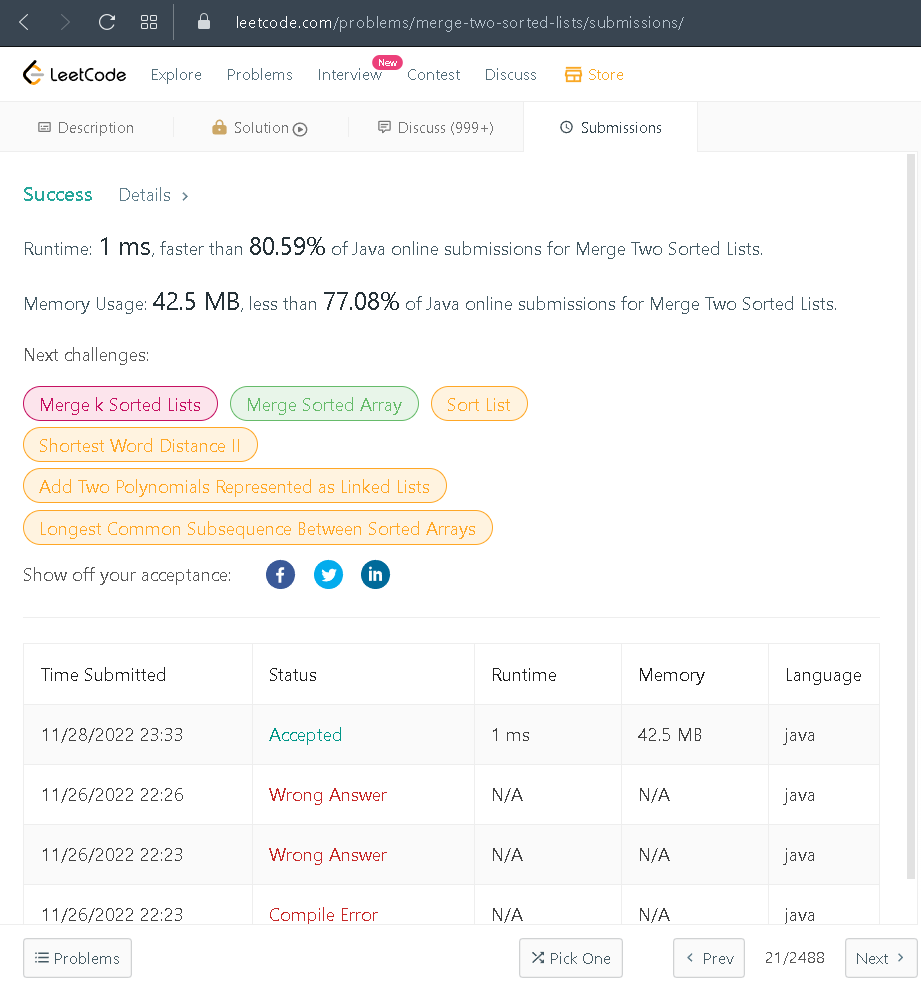 leetcode.com/problems/merge-two-sorted-lists/submissions/
LeetCode Explore Problems Interview New Contest Discuss Store
Description Solution Discuss (999+) Submissions
Success Details >
Runtime: 1 ms, faster than 80.59% of Java online submissions for Merge Two Sorted Lists.
Memory Usage: 42.5 MB, less than 77.08% of Java online submissions for Merge Two Sorted Lists.
Next challenges:
Merge k Sorted Lists Merge Sorted Array Sort List
Shortest Word Distance II
Add Two Polynomials Represented as Linked Lists
Longest Common Subsequence Between Sorted Arrays
Show off your acceptance:
Time Submitted Status Runtime Memory Language
11/28/2022 23:33 Accepted 1 ms 42.5 MB java
11/26/2022 22:26 Wrong Answer N/A N/A java
11/26/2022 22:23 Wrong Answer N/A N/A java
11/26/2022 22:23 Compile Error N/A N/A java
Problems Pick One < Prev 21/2488 Next >